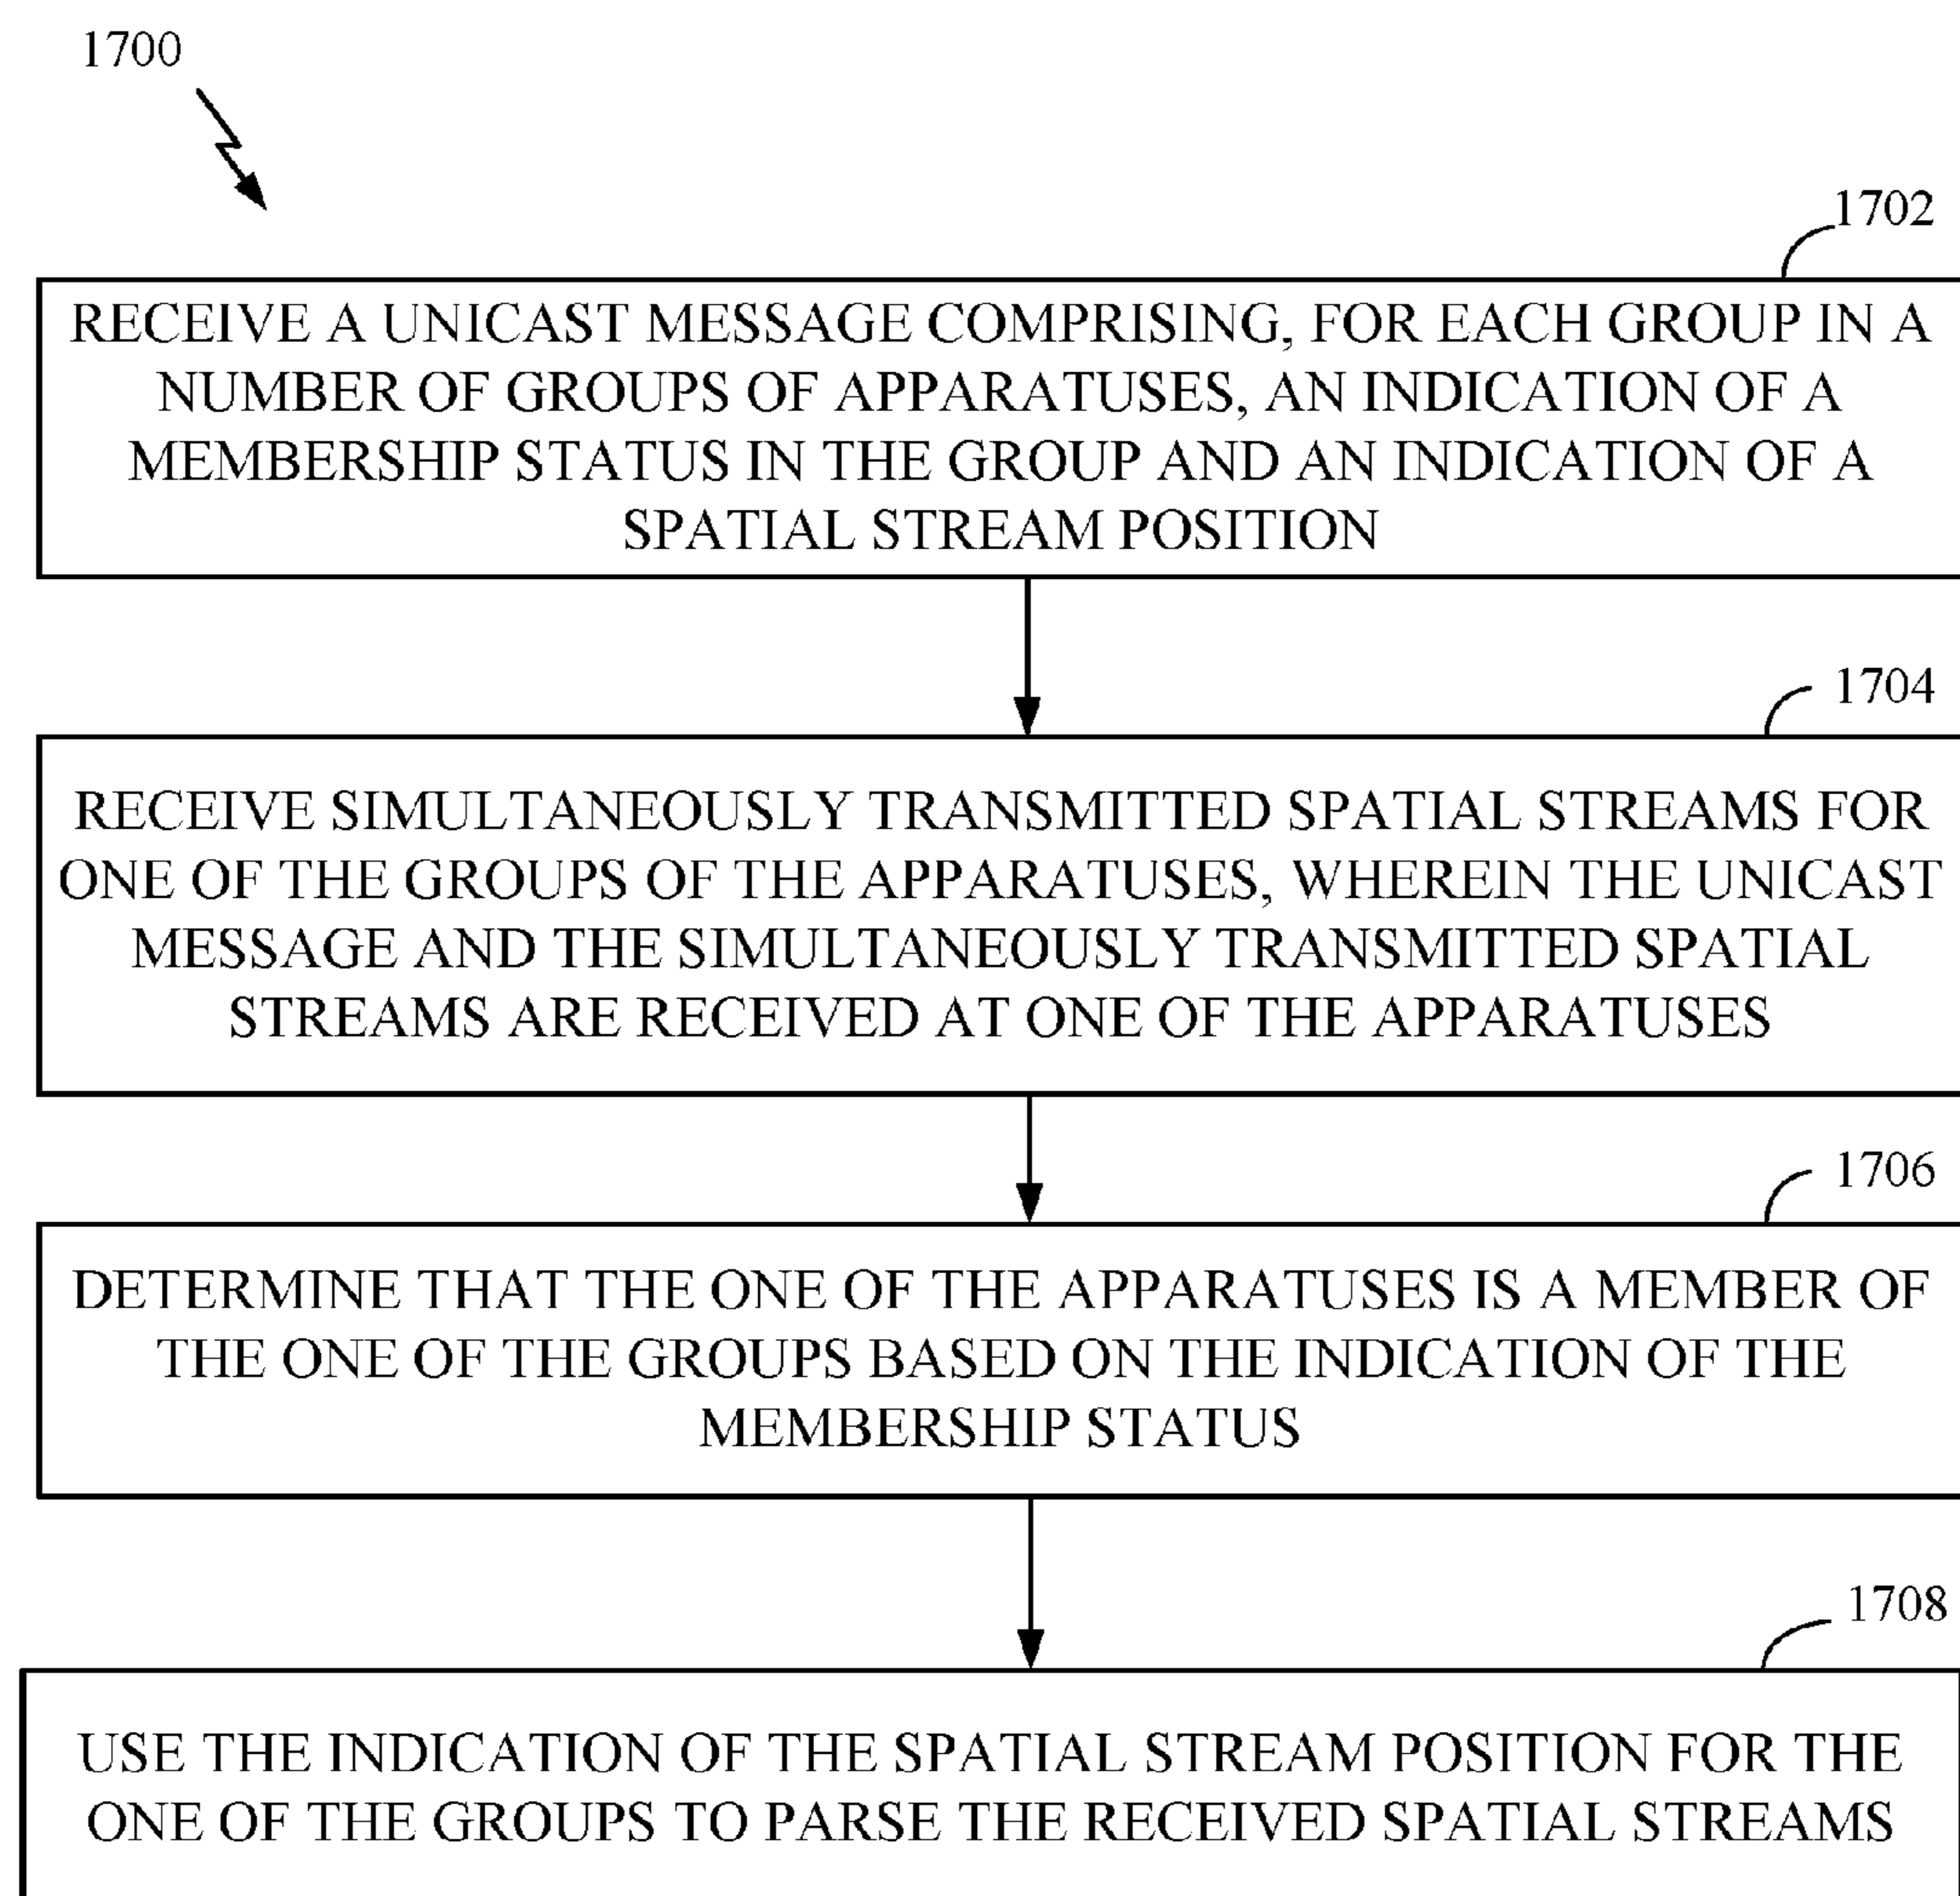 1700
1702
RECEIVE A UNICAST MESSAGE COMPRISING, FOR EACH GROUP IN A
NUMBER OF GROUPS OF APPARATUSES, AN INDICATION OF A
MEMBERSHIP STATUS IN THE GROUP AND AN INDICATION OF A
SPATIAL STREAM POSITION
1704
RECEIVE SIMULTANEOUSLY TRANSMITTED SPATIAL STREAMS FOR
ONE OF THE GROUPS OF THE APPARATUSES, WHEREIN THE UNICAST
MESSAGE AND THE SIMULTANEOUSLY TRANSMITTED SPATIAL
STREAMS ARE RECEIVED AT ONE OF THE APPARATUSES
1706
DETERMINE THAT THE ONE OF THE APPARATUSES IS A MEMBER OF
THE ONE OF THE GROUPS BASED ON THE INDICATION OF THE
MEMBERSHIP STATUS
1708
USE THE INDICATION OF THE SPATIAL STREAM POSITION FOR THE
ONE OF THE GROUPS TO PARSE THE RECEIVED SPATIAL STREAMS